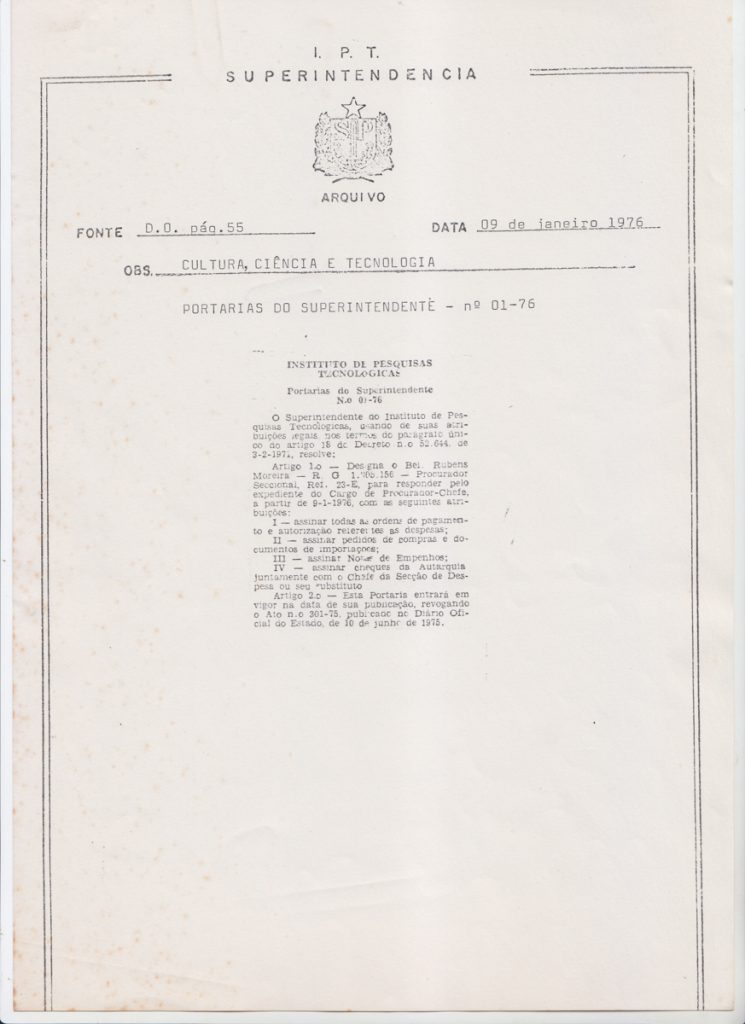 I. P. T.
SUPERINTENDENCIA
ARQUIVO
FONTE D.O. pág.55
DATA 09 de janeiro 1976
OBS. CULTURA, CIÊNCIA E TECNOLOGIA
PORTARIAS DO SUPERINTENDENTE - nº 01-76
INSTITUTO DE PESQUISAS
TECNOLOGICAS
Portarias do Superintendente
N.o 01-76
O Superintendente do Instituto de Pes-
quisas Tecnológicas, usando de suas atri-
buições legais nos termos do parágrafo úni-
co do artigo 18 do Decreto n.o 52.644, de
3-2-1971, resolve:
Artigo 1.o — Designa o Bel. Rubens
Moreira — R. G — Procurador
Seccional, Ref. 23-E, para responder pelo
expediente do Cargo de Procurador-Chefe,
a partir de 9-1-1976, com as seguintes atri-
buições:
I — assinar todas as ordens de pagamen-
to e autorização referentes as despesas;
II — assinar pedidos de compras e do-
cumentos de importações;
III — assinar Notas de Empenhos;
IV — assinar cheques da Autarquia
juntamente com o Chefe da Secção de Des-
pesa ou seu substituto
Artigo 2.o — Esta Portaria entrará em
vigor na data de sua publicação, revogando
o Ato n.o 301-75, publicado no Diário Ofi-
cial do Estado, de 10 de junho de 1975.